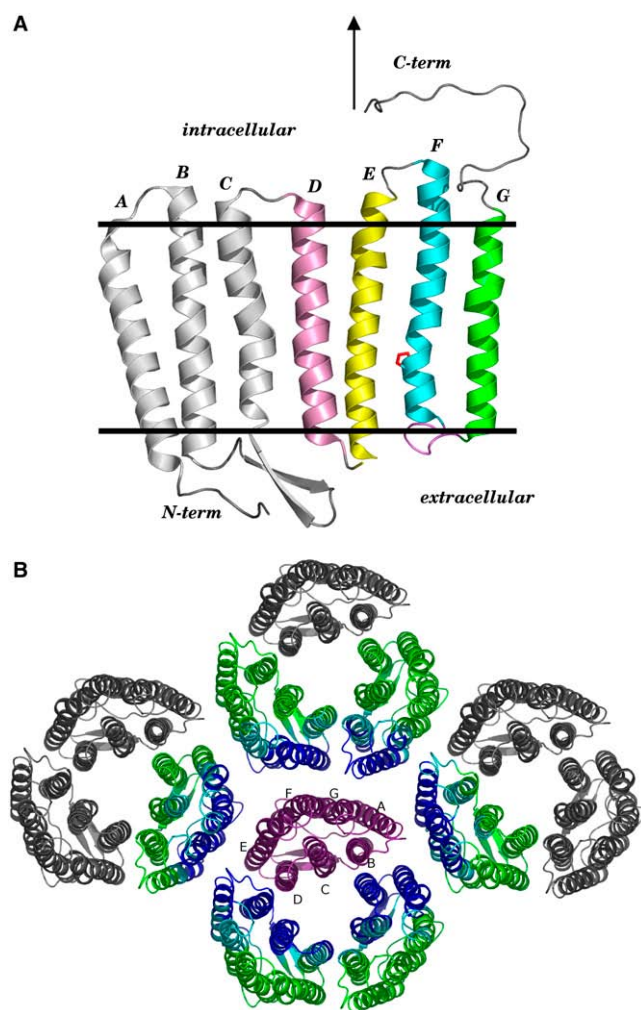 A
C-term
intracellular
F
B
E
A
C
D
G
N-term
extracellular
B
F
G
A
E
B
C
D